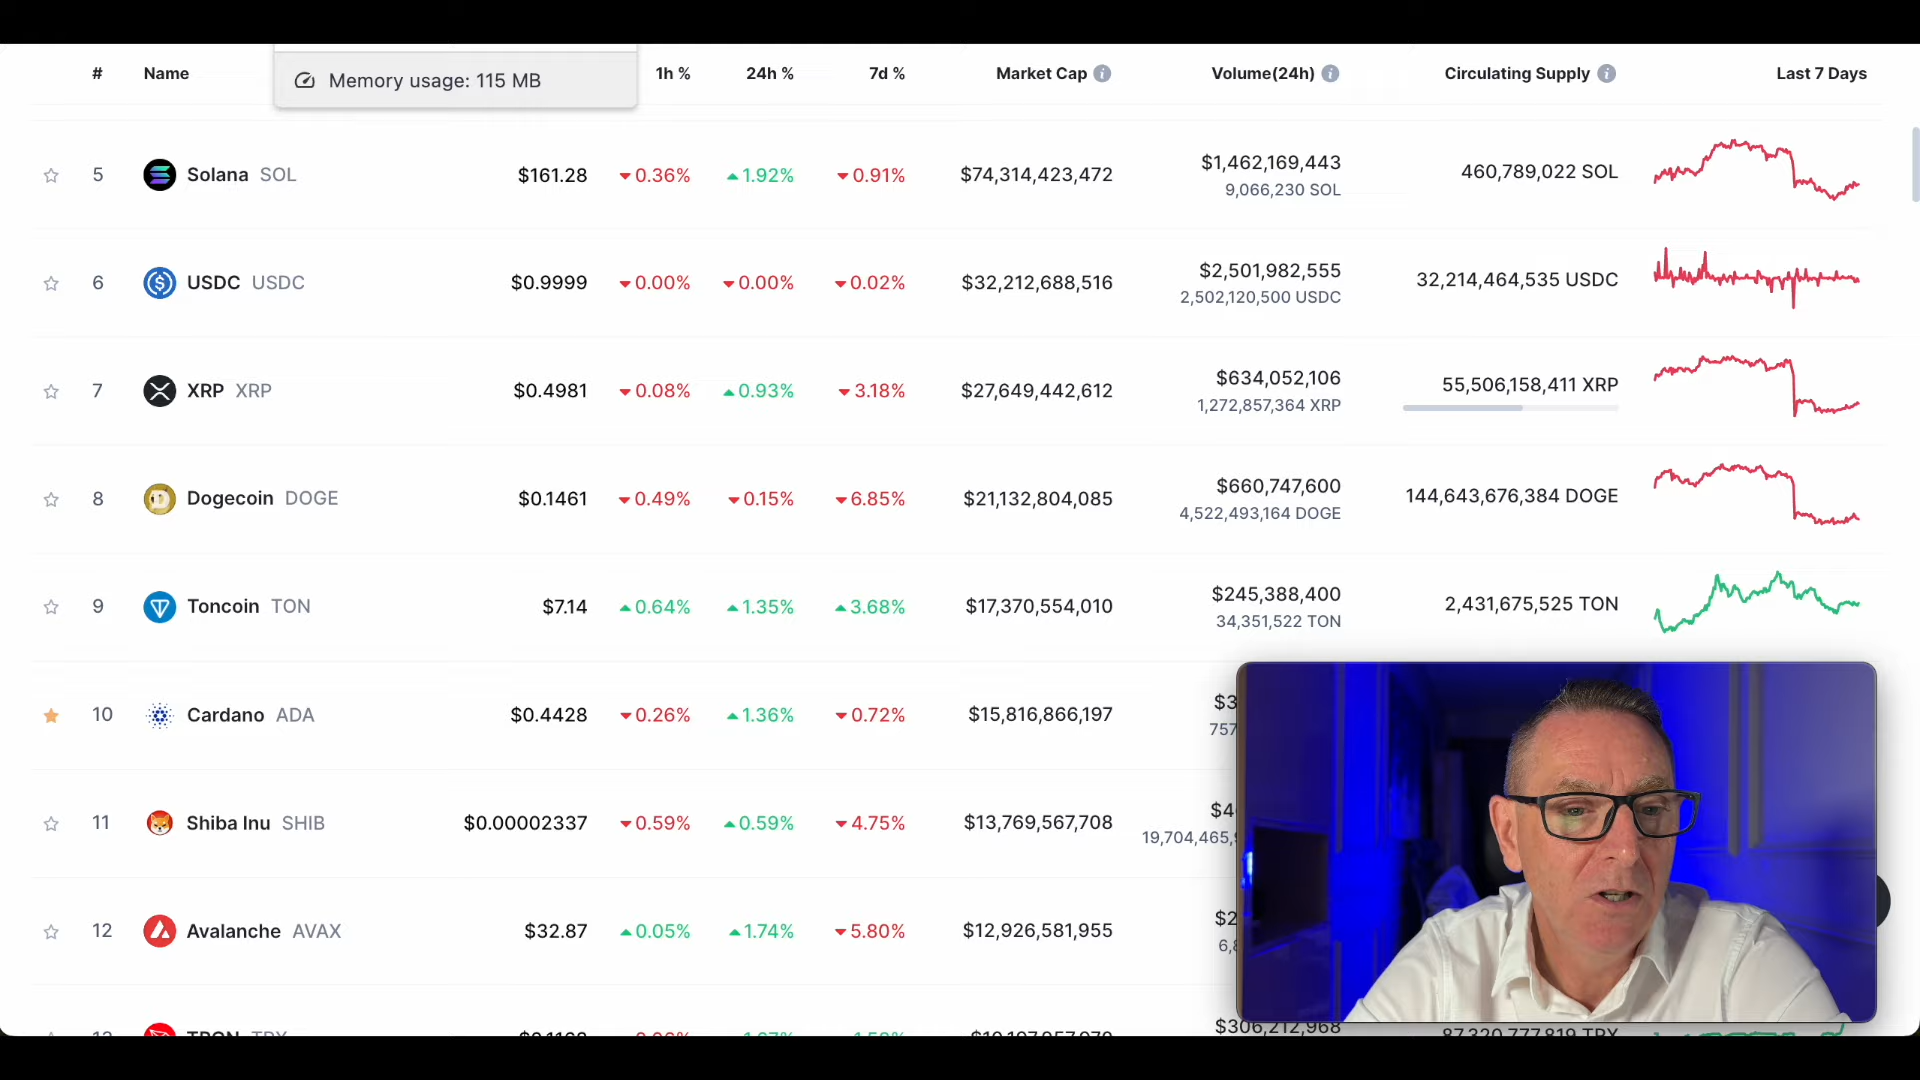 # Name Memory usage: 115 MB 1h % 24h % 7d % Market Cap Volume(24h) Circulating Supply Last 7 Days
5 Solana SOL $161.28 0.36% 1.92% 0.91% $74,314,423,472 $1,462,169,443 460,789,022 SOL
9,066,230 SOL
6 USDC USDC $0.9999 0.00% 0.00% 0.02% $32,212,688,516 $2,501,982,555 32,214,464,535 USDC
2,502,120,500 USDC
7 XRP XRP $0.4981 0.08% 0.93% 3.18% $27,649,442,612 $634,052,106 55,506,158,411 XRP
1,272,857,364 XRP
8 Dogecoin DOGE $0.1461 0.49% 0.15% 6.85% $21,132,804,085 $660,747,600 144,643,676,384 DOGE
4,522,493,164 DOGE
9 Toncoin TON $7.14 0.64% 1.35% 3.68% $17,370,554,010 $245,388,400 2,431,675,525 TON
34,351,522 TON
10 Cardano ADA $0.4428 0.26% 1.36% 0.72% $15,816,866,197
11 Shiba Inu SHIB $0.00002337 0.59% 0.59% 4.75% $13,769,567,708
12 Avalanche AVAX $32.87 0.05% 1.74% 5.80% $12,926,581,955
TRON TRX $306,212,968 87,320,777,819 TRX